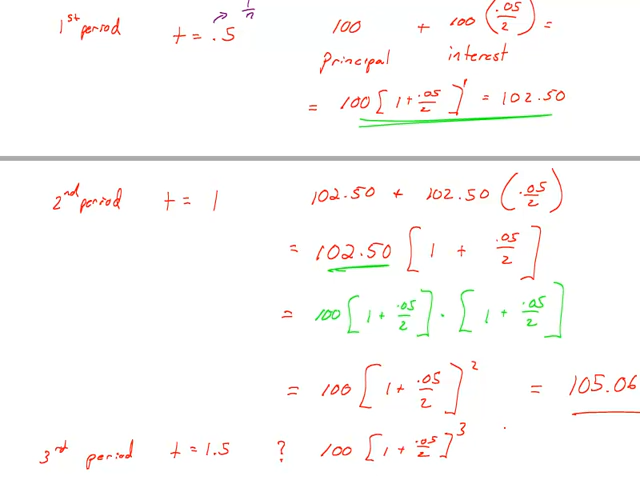 1/n
1st period t = .5 100 + 100 (.05/2) =
principal interest
= 100 [1 + .05/2]^1 = 102.50
2nd period t = 1 102.50 + 102.50 (.05/2)
= 102.50 [1 + .05/2]
= 100 [1 + .05/2] · [1 + .05/2]
= 100 [1 + .05/2]^2 = 105.06
3rd period t = 1.5 ? 100 [1 + .05/2]^3